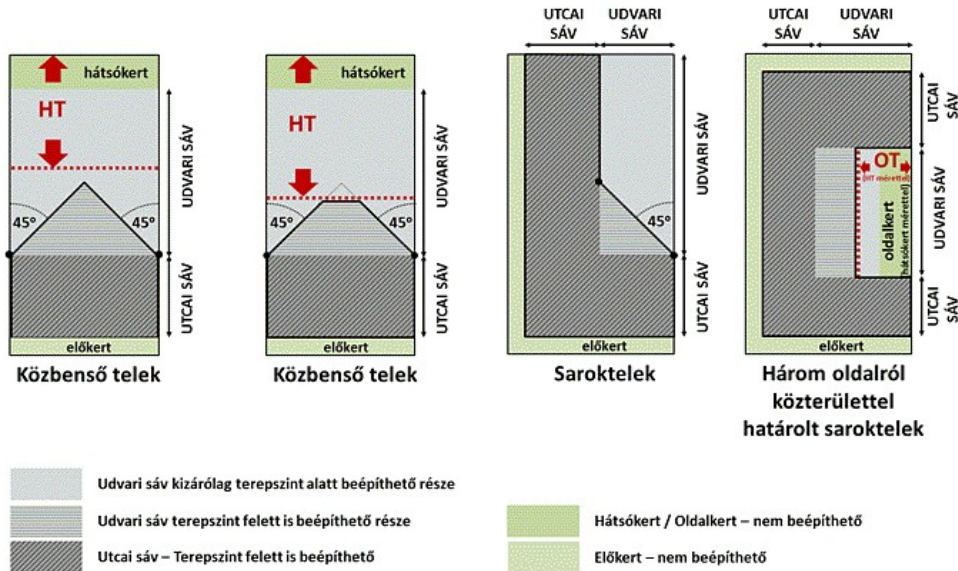 hátsókert
HT
45°
45°
UDVARI SÁV
UTCAI SÁV
előkert
Közbenső telek
hátsókert
HT
45°
45°
UDVARI SÁV
UTCAI SÁV
előkert
Közbenső telek
UTCAI
SÁV
UDVARI
SÁV
45°
UDVARI SÁV
UTCAI SÁV
előkert
Saroktelek
UTCAI
SÁV
UDVARI
SÁV
OT
(HT mérettel)
oldalkert
(hátsókert mérettel)
UTCAI
SÁV
UDVARI SÁV
UTCAI
SÁV
előkert
Három oldalról
közterülettel
határolt saroktelek
Udvari sáv kizárólag terepszint alatt beépíthető része
Udvari sáv terepszint felett is beépíthető része
Utcai sáv – Terepszint felett is beépíthető
Hátsókert / Oldalkert – nem beépíthető
Előkert – nem beépíthető